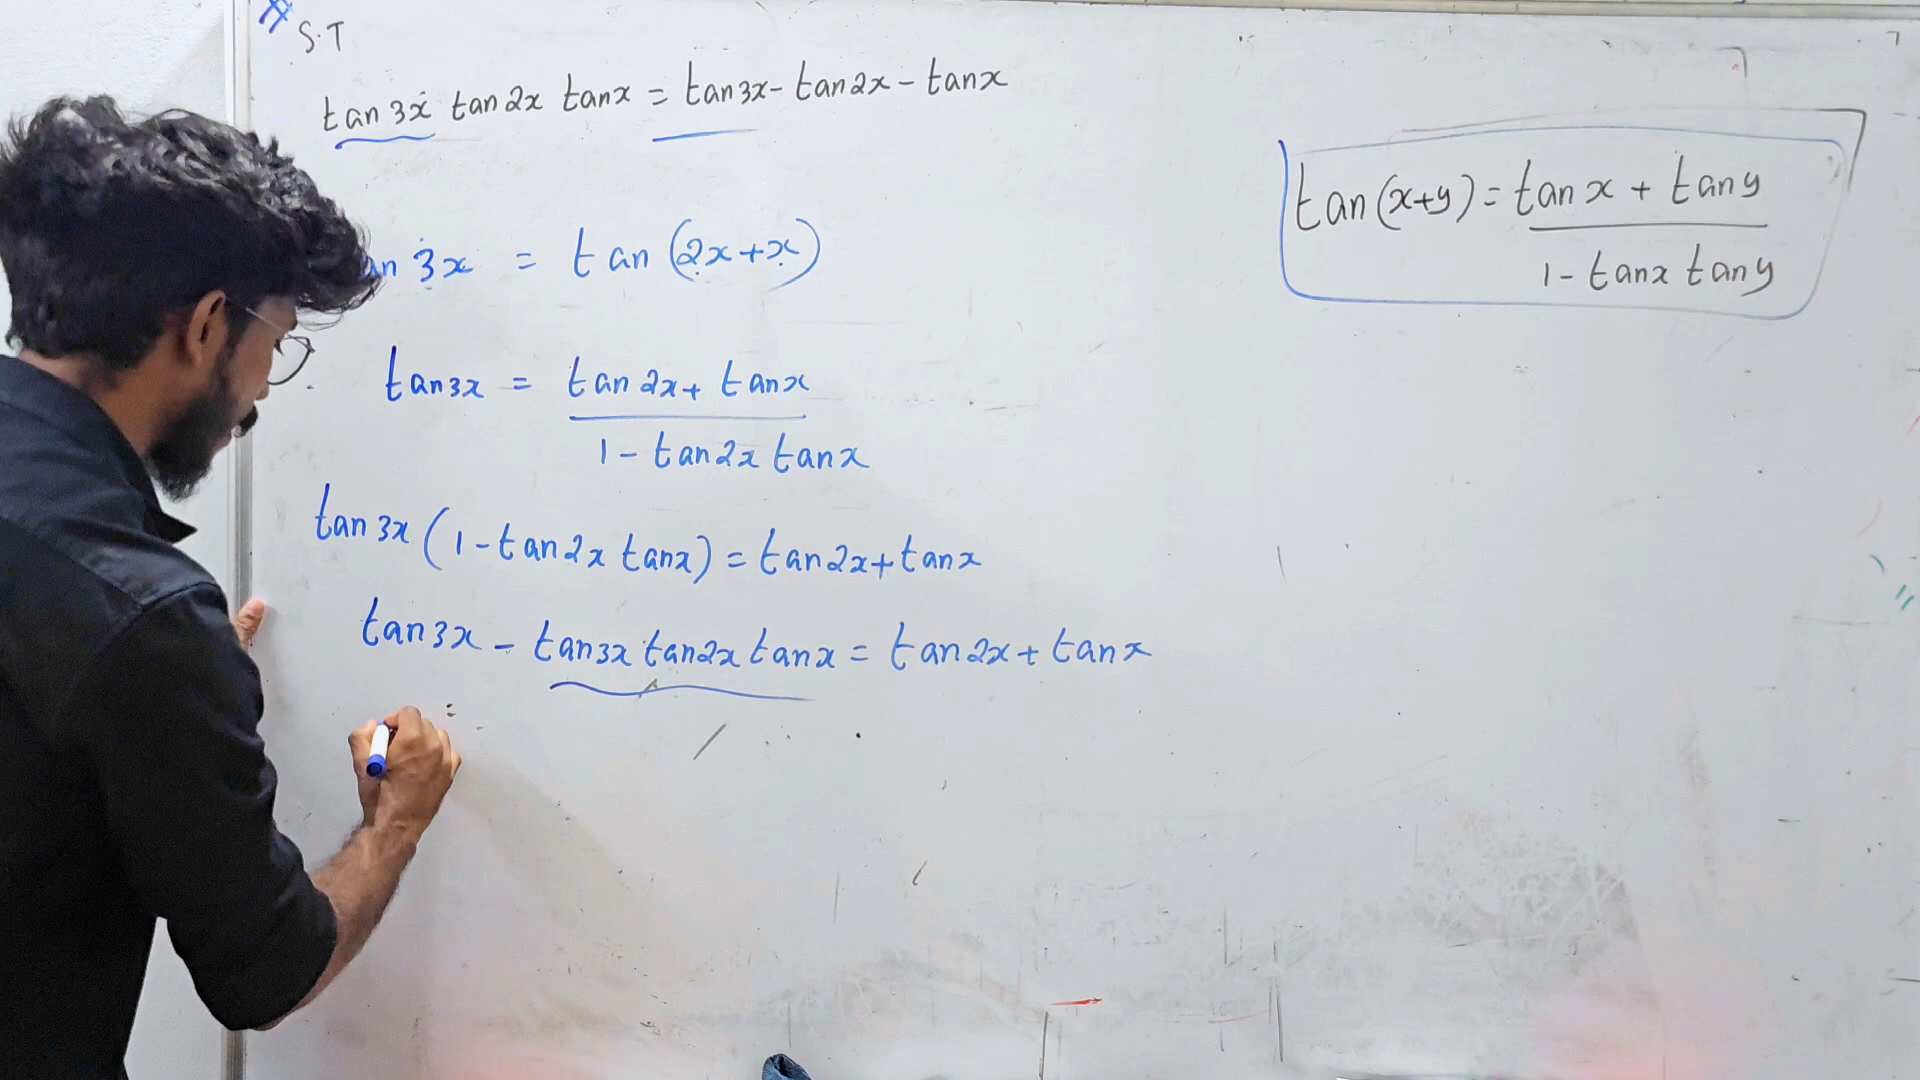 # S.T
tan 3x tan 2x tan x = tan 3x - tan 2x - tan x
tan (x+y) = tan x + tan y
1 - tan x tan y
an 3x = tan (2x+x)
tan 3x = tan 2x + tan x
1 - tan 2x tan x
tan 3x (1 - tan 2x tan x) = tan 2x + tan x
tan 3x - tan 3x tan 2x tan x = tan 2x + tan x